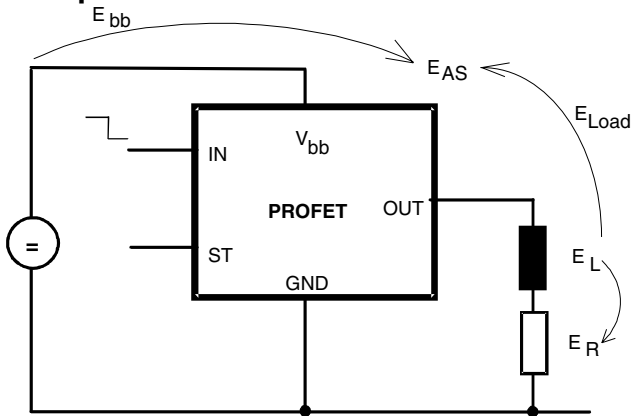 E bb
E AS
E Load
IN
V bb
PROFET
OUT
=
ST
GND
E L
E R